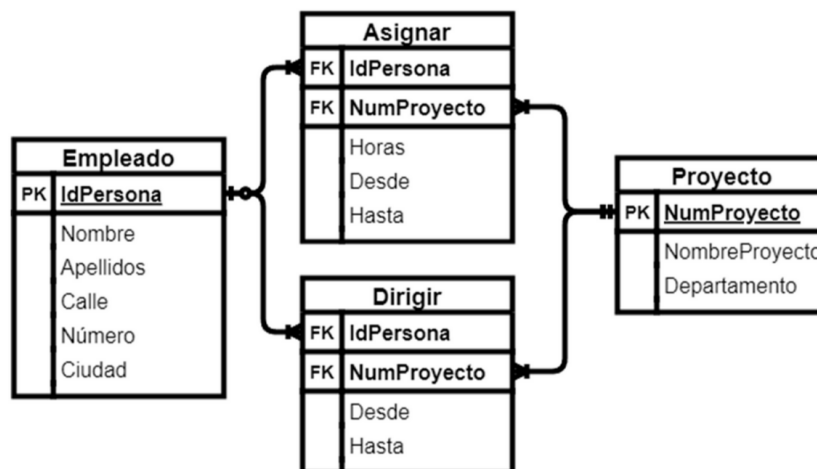 Asignar
FK IdPersona
FK NumProyecto
Horas
Desde
Hasta
Empleado
PK IdPersona
Nombre
Apellidos
Calle
Número
Ciudad
Proyecto
PK NumProyecto
NombreProyecto
Departamento
Dirigir
FK IdPersona
FK NumProyecto
Desde
Hasta